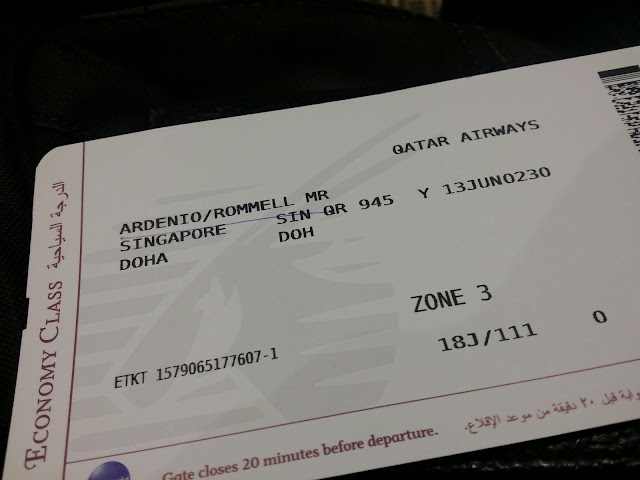 QATAR AIRWAYS
ARDENIO/ROMMELL MR
SINGAPORE SIN QR 945 Y 13JUN0230
DOHA DOH
ZONE 3
18J/111 0
ETKT 1579065177607-1
ECONOMY CLASS الدرجة السياحية
Gate closes 20 minutes before departure.
قبل ٢٠ دقيقة من موعد الإقلاع.